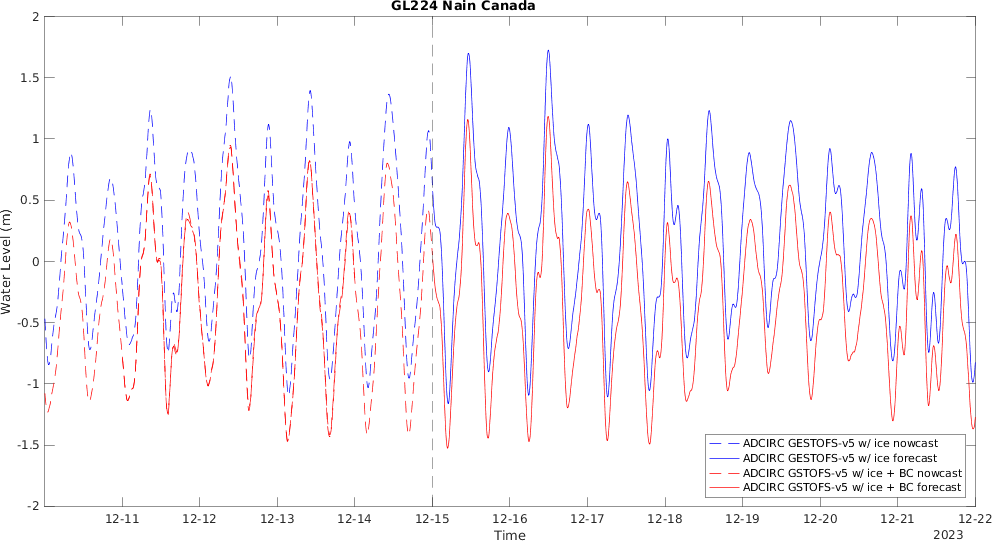 GL224 Nain Canada
2
1.5
1
0.5
0
-0.5
-1
-1.5
-2
Water Level (m)
ADCIRC GESTOFS-v5 w/ ice nowcast
ADCIRC GESTOFS-v5 w/ ice forecast
ADCIRC GSTOFS-v5 w/ ice + BC nowcast
ADCIRC GSTOFS-v5 w/ ice + BC forecast
12-11 12-12 12-13 12-14 12-15 12-16 12-17 12-18 12-19 12-20 12-21 12-22
Time
2023